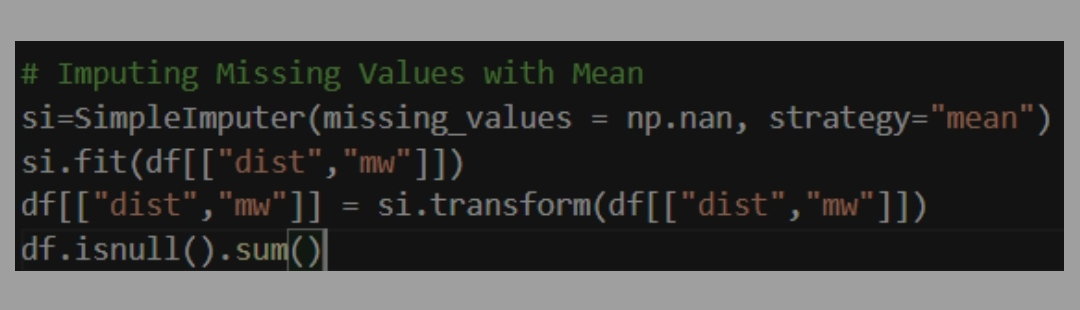 # Imputing Missing Values with Mean
si=SimpleImputer(missing_values = np.nan, strategy="mean")
si.fit(df[["dist","mw"]])
df[["dist","mw"]] = si.transform(df[["dist","mw"]])
df.isnull().sum()